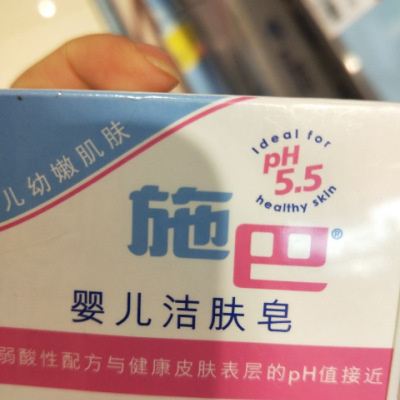 儿幼嫩肌肤
Ideal for
pH
5.5
healthy skin
施巴®
婴儿洁肤皂
弱酸性配方与健康皮肤表层的pH值接近